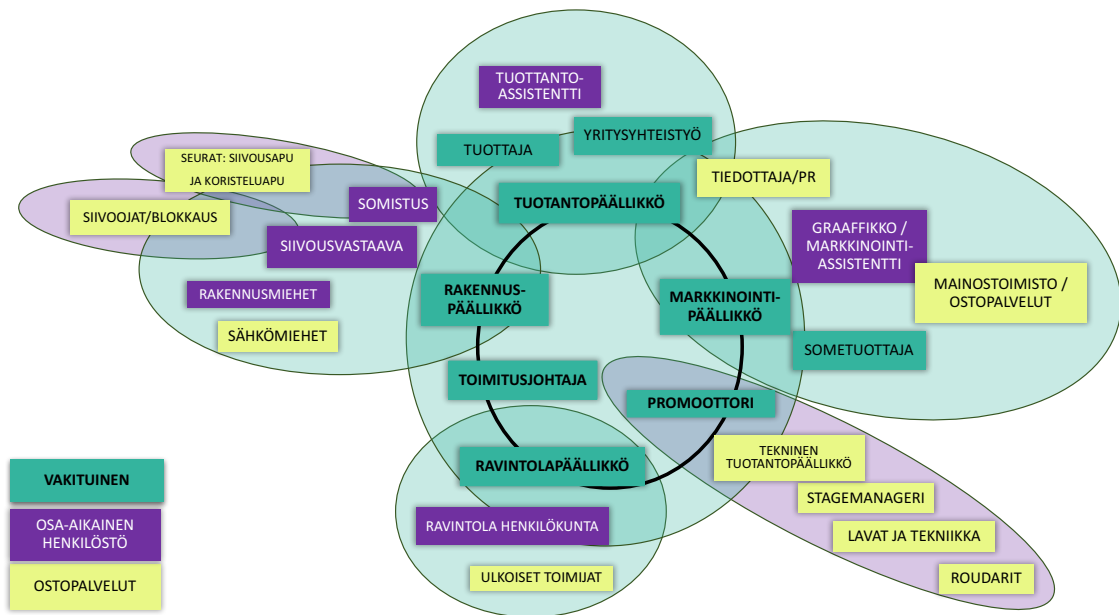 TUOTTANTO-
ASSISTENTTI
YRITYSYHTEISTYÖ
TUOTTAJA
SEURAT: SIIVOUSAPU
JA KORISTELUAPU
TIEDOTTAJA/PR
SOMISTUS
TUOTANTOPÄÄLLIKKÖ
SIIVOOJAT/BLOKKAUS
SIIVOUSVASTAAVA
GRAAFFIKKO /
MARKKINOINTI-
ASSISTENTTI
RAKENNUSMIEHET
RAKENNUS-
PÄÄLLIKKÖ
MARKKINOINTI-
PÄÄLLIKKÖ
MAINOSTOIMISTO /
OSTOPALVELUT
SÄHKÖMIEHET
SOMETUOTTAJA
TOIMITUSJOHTAJA
PROMOOTTORI
RAVINTOLAPÄÄLLIKKÖ
TEKNINEN
TUOTANTOPÄÄLLIKKÖ
STAGEMANAGERI
RAVINTOLA HENKILÖKUNTA
LAVAT JA TEKNIIKKA
ULKOISET TOIMIJAT
ROUDARIT
VAKITUINEN
OSA-AIKAINEN
HENKILÖSTÖ
OSTOPALVELUT